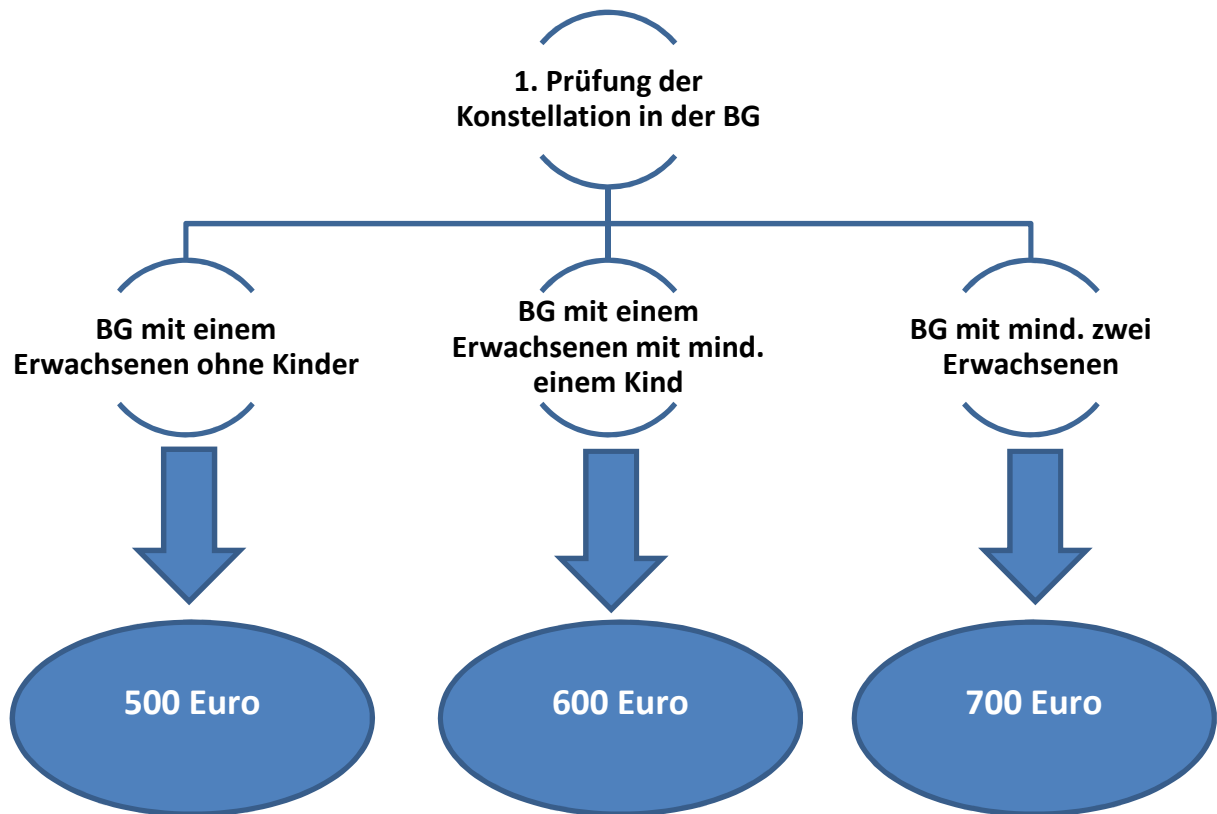 1. Prüfung der
Konstellation in der BG
BG mit einem
Erwachsenen ohne Kinder
BG mit einem
Erwachsenen mit mind.
einem Kind
BG mit mind. zwei
Erwachsenen
500 Euro
600 Euro
700 Euro